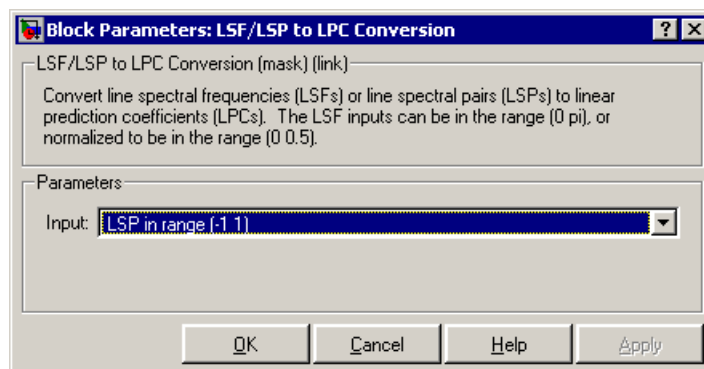 Block Parameters: LSF/LSP to LPC Conversion
LSF/LSP to LPC Conversion (mask) (link)
Convert line spectral frequencies (LSFs) or line spectral pairs (LSPs) to linear
prediction coefficients (LPCs). The LSF inputs can be in the range (0 pi), or
normalized to be in the range (0 0.5).
Parameters
Input: LSP in range (-1 1)
OK Cancel Help Apply